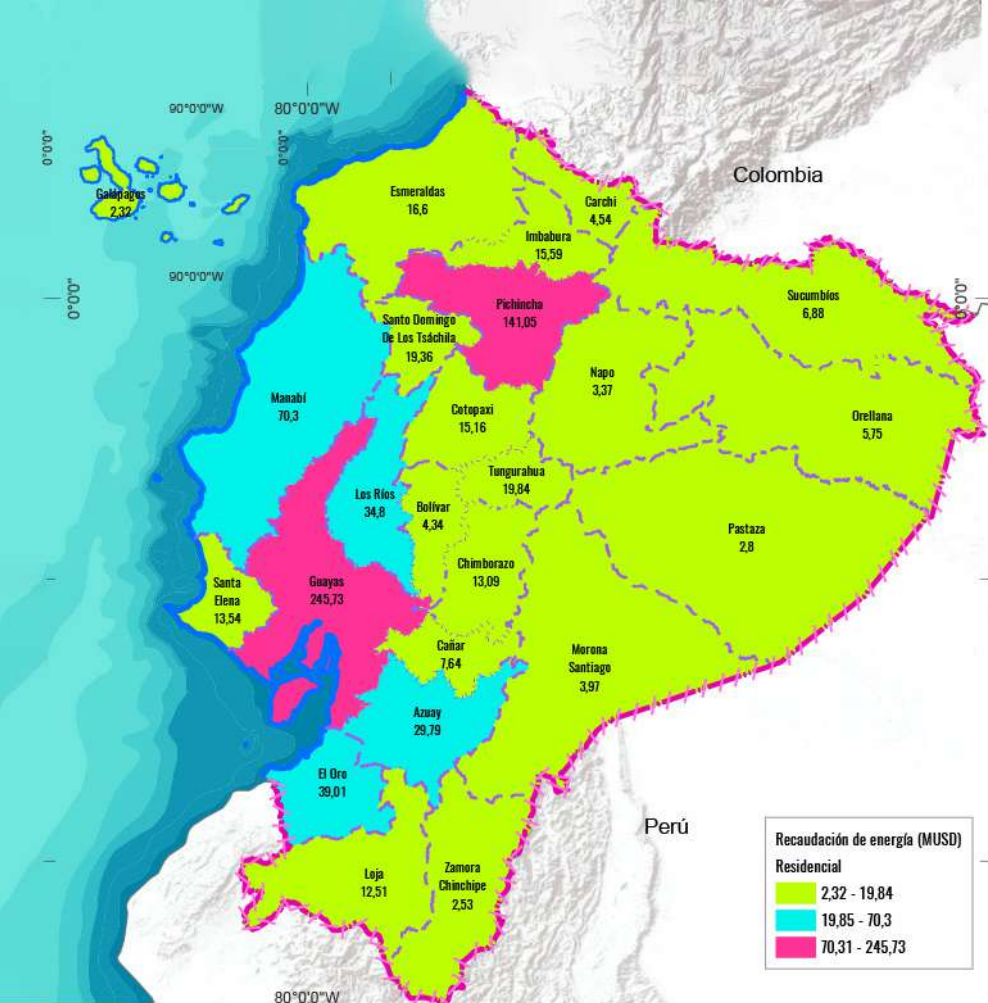 90°0'0"W
80°0'0"W
0°0'0"
0°0'0"
Colombia
Galápagos
2,32
Esmeraldas
16,6
Carchi
4,54
Imbabura
15,59
90°0'0"W
0°0'0"
0°0'0"
Pichincha
141,05
Sucumbíos
6,88
Santo Domingo
De Los Tsáchila
19,36
Napo
3,37
Manabí
70,3
Cotopaxi
15,16
Orellana
5,75
Tungurahua
19,84
Los Ríos
34,8
Bolívar
4,34
Pastaza
2,8
Chimborazo
13,09
Santa
Elena
13,54
Guayas
245,73
Cañar
7,64
Morona
Santiago
3,97
Azuay
29,79
El Oro
39,01
Perú
Loja
12,51
Zamora
Chinchipe
2,53
Recaudación de energía (MUSD)
Residencial
2,32 - 19,84
19,85 - 70,3
70,31 - 245,73
80°0'0"W